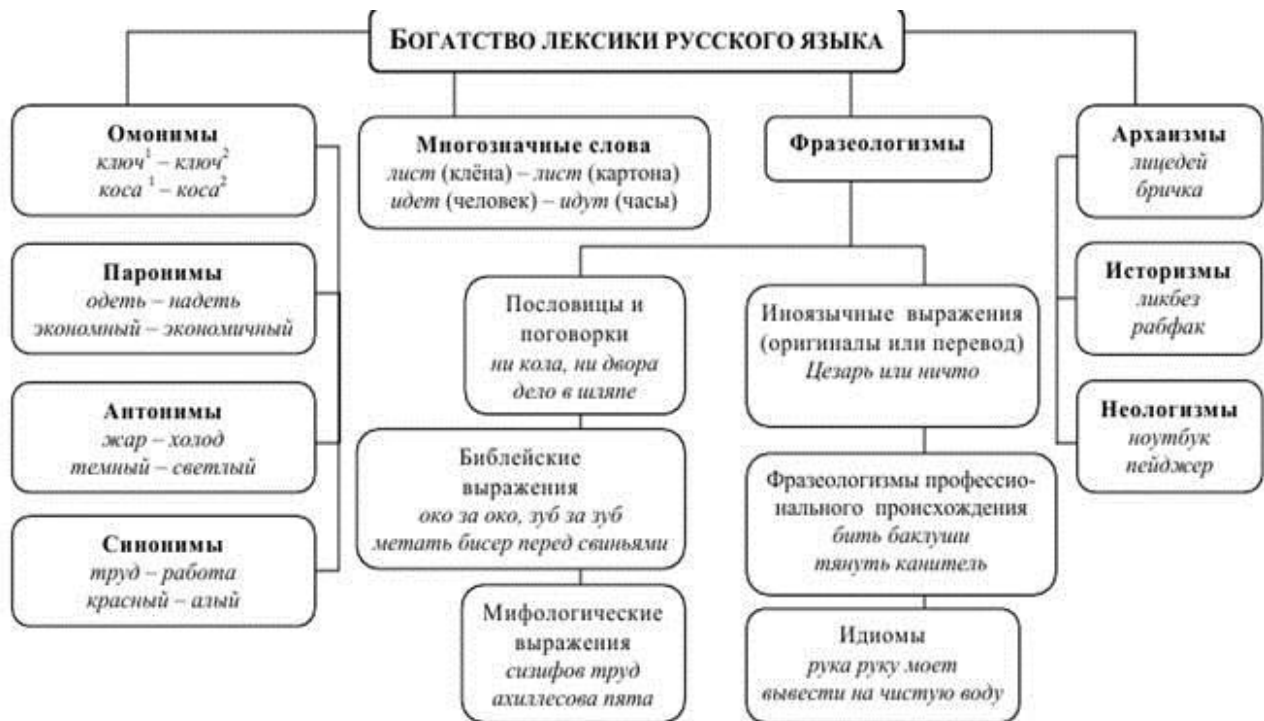 БОГАТСТВО ЛЕКСИКИ РУССКОГО ЯЗЫКА
Омонимы
ключ¹ – ключ²
коса ¹ – коса²
Паронимы
одеть – надеть
экономный – экономичный
Антонимы
жар – холод
темный – светлый
Синонимы
труд – работа
красный – алый
Многозначные слова
лист (клёна) – лист (картона)
идет (человек) – идут (часы)
Фразеологизмы
Пословицы и
поговорки
ни кола, ни двора
дело в шляпе
Библейские
выражения
око за око, зуб за зуб
метать бисер перед свиньями
Мифологические
выражения
сизифов труд
ахиллесова пята
Иноязычные выражения
(оригиналы или перевод)
Цезарь или ничто
Фразеологизмы профессио-
нального происхождения
бить баклуши
тянуть канитель
Идиомы
рука руку моет
вывести на чистую воду
Архаизмы
лицедей
бричка
Историзмы
ликбез
рабфак
Неологизмы
ноутбук
пейджер